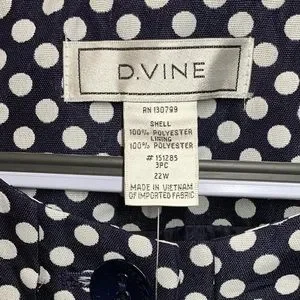 D.VINE
RN 130799
SHELL
100% POLYESTER
LINING
100% POLYESTER
# 151285
3PC
22W
MADE IN VIETNAM
OF IMPORTED FABRIC